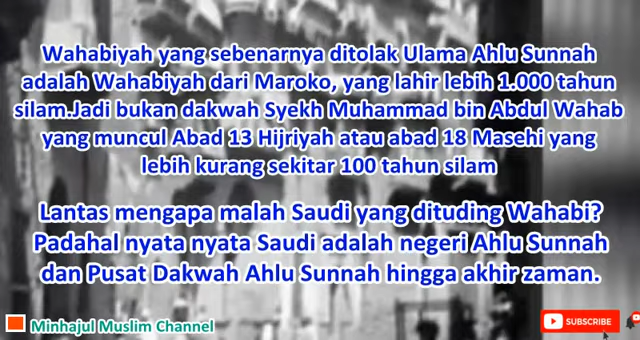 Wahabiyah yang sebenarnya ditolak Ulama Ahlu Sunnah
adalah Wahabiyah dari Maroko, yang lahir lebih 1.000 tahun
silam.Jadi bukan dakwah Syekh Muhammad bin Abdul Wahab
yang muncul Abad 13 Hijriyah atau abad 18 Masehi yang
lebih kurang sekitar 100 tahun silam
Lantas mengapa malah Saudi yang dituding Wahabi?
Padahal nyata nyata Saudi adalah negeri Ahlu Sunnah
dan Pusat Dakwah Ahlu Sunnah hingga akhir zaman.
Minhajul Muslim Channel
SUBSCRIBE